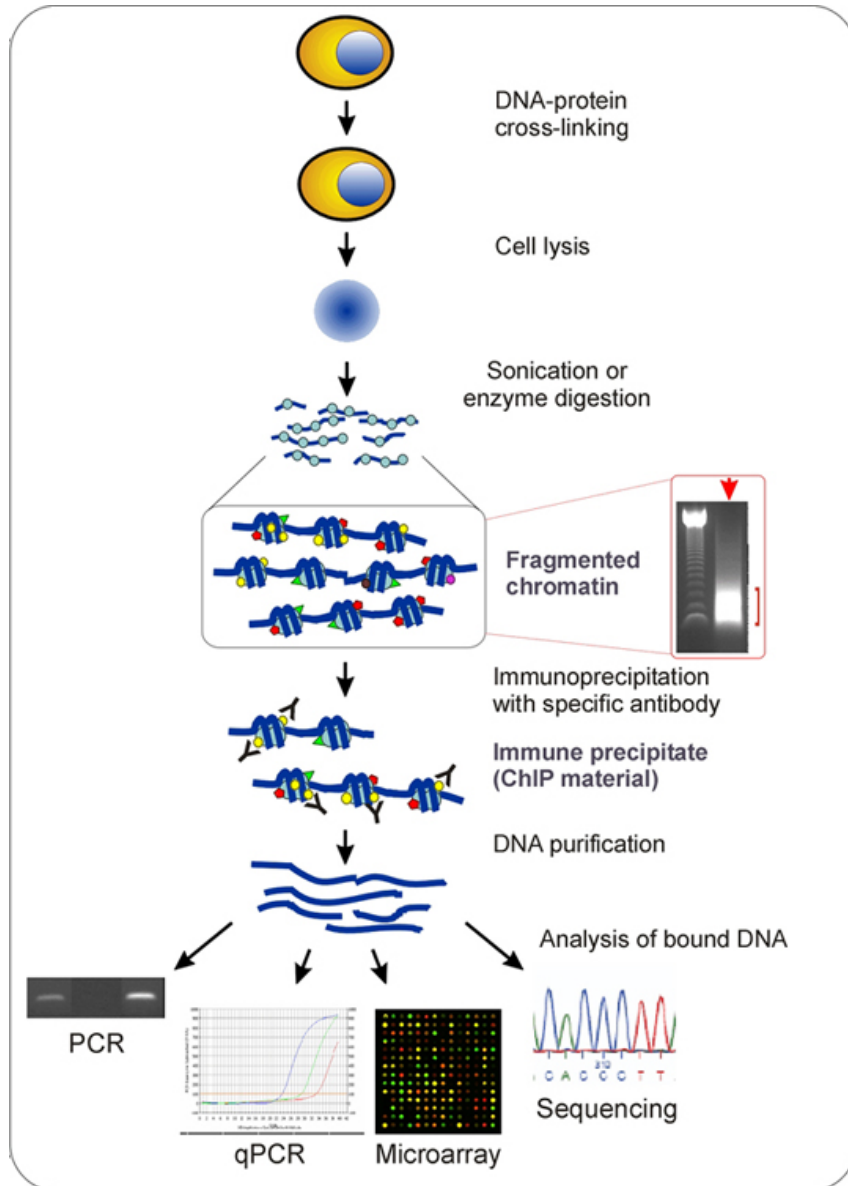 DNA-protein
cross-linking
Cell lysis
Sonication or
enzyme digestion
Fragmented
chromatin
Immunoprecipitation
with specific antibody
Immune precipitate
(ChIP material)
DNA purification
Analysis of bound DNA
PCR
qPCR
Microarray
310
C A C C C T T
Sequencing